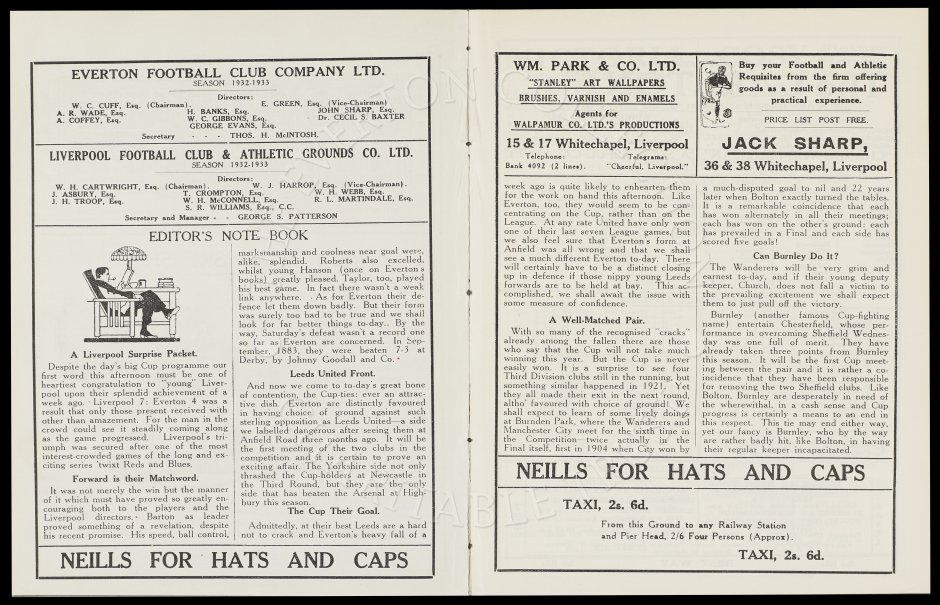 EVERTON FOOTBALL CLUB COMPANY LTD.
SEASON 1932-1933
Directors:
W. C. CUFF, Esq. (Chairman). E. GREEN, Esq. (Vice-Chairman)
A. R. WADE, Esq. H. BANKS, Esq. JOHN SHARP, Esq.
A. COFFEY, Esq. W. C. GIBBONS, Esq. Dr. CECIL S. BAXTER
GEORGE EVANS, Esq.
Secretary - - - THOS. H. McINTOSH.
LIVERPOOL FOOTBALL CLUB & ATHLETIC GROUNDS CO. LTD.
SEASON 1932-1933
Directors:
W. H. CARTWRIGHT, Esq. (Chairman). W. J. HARROP, Esq. (Vice-Chairman)
J. ASBURY, Esq. T. CROMPTON, Esq. W. H. WEBB, Esq.
J. H. TROOP, Esq. W. H. McCONNELL, Esq. R. L. MARTINDALE, Esq.
S. R. WILLIAMS, Esq., C.C.
Secretary and Manager - - GEORGE S. PATTERSON
EDITOR'S NOTE BOOK
A Liverpool Surprise Packet.
Despite the day's big Cup programme our
first word this afternoon must be one of
heartiest congratulation to "young" Liver-
pool upon their splendid achievement of a
week ago. Liverpool 7: Everton 4 was a
result that only those present received with
other than amazement. For the man in the
crowd could see it steadily coming along
as the game progressed. Liverpool's tri-
umph was secured after one of the most
interest-crowded games of the long and ex-
citing series 'twixt Reds and Blues.
Forward is their Matchword.
It was not merely the win but the manner
of it which must have proved so greatly en-
couraging both to the players and the
Liverpool directors. Barton as leader
proved something of a revelation, despite
his recent promise. His speed, ball control,
marksmanship and coolness near goal were,
alike, splendid. Roberts also excelled,
whilst young Hanson (once on Everton's
books) greatly pleased. Taylor, too, played
his best game. In fact there wasn't a weak
link anywhere. As for Everton their de-
fence let them down badly. But their form
was surely too bad to be true and we shall
look for far better things to-day.. By the
way, Saturday's defeat wasn't a record one
so far as Everton are concerned. In Sep-
tember, 1883, they were beaten 7-3 at
Derby, by Johnny Goodall and Co.
Leeds United Front.
And now we come to to-day's great bone
of contention, the Cup-ties: ever an attrac-
tive dish. Everton are distinctly favoured
in having choice of ground against such
sterling opposition as Leeds United—a side
we labelled dangerous after seeing them at
Anfield Road three months ago. It will be
the first meeting of the two clubs in the
competition and it is certain to prove an
exciting affair. The Yorkshire side not only
thrashed the Cup-holders at Newcastle in
the Third Round, but they are the only
side that has beaten the Arsenal at High-
bury this season.
The Cup Their Goal.
Admittedly, at their best Leeds are a hard
nut to crack and Everton's heavy fall of a
NEILLS FOR HATS AND CAPS
WM. PARK & CO. LTD.
"STANLEY" ART WALLPAPERS
BRUSHES, VARNISH AND ENAMELS
Agents for
WALPAMUR CO. LTD.'S PRODUCTIONS
15 & 17 Whitechapel, Liverpool
Telephone: Telegrams:
Bank 4092 (2 lines). "Cheerful, Liverpool."
Buy your Football and Athletic
Requisites from the firm offering
goods as a result of personal and
practical experience.
PRICE LIST POST FREE.
JACK SHARP,
36 & 38 Whitechapel, Liverpool
week ago is quite likely to enhearten them
for the work on hand this afternoon. Like
Everton, too, they would seem to be con-
centrating on the Cup, rather than on the
League. At any rate United have only won
one of their last seven League games, but
we also feel sure that Everton's form at
Anfield was all wrong and that we shall
see a much different Everton to-day. There
will certainly have to be a distinct closing
up in defence if those nippy young Leeds
forwards are to be held at bay. This ac-
complished, we shall await the issue with
some measure of confidence.
A Well-Matched Pair.
With so many of the recognised "cracks"
already among the fallen there are those
who say that the Cup will not take much
winning this year. But the Cup is never
easily won. It is a surprise to see four
Third Division clubs still in the running, but
something similar happened in 1921. Yet
they all made their exit in the next round,
altho' favoured with choice of ground! We
shall expect to learn of some lively doings
at Burnden Park, where the Wanderers and
Manchester City meet for the sixth time in
the Competition—twice actually in the
Final itself, first in 1904 when City won by
a much-disputed goal to nil and 22 years
later when Bolton exactly turned the tables.
It is a remarkable coincidence that each
has won alternately in all their meetings;
each has won on the other's ground: each
has prevailed in a Final and each side has
scored five goals!
Can Burnley Do It?
The Wanderers will be very grim and
earnest to-day, and if their young deputy
keeper, Church, does not fall a victim to
the prevailing excitement we shall expect
them to just pull off the victory.
Burnley (another famous Cup-fighting
name) entertain Chesterfield, whose per-
formance in overcoming Sheffield Wednes-
day was one full of merit. They have
already taken three points from Burnley
this season. It will be the first Cup meet-
ing between the pair and it is rather a co-
incidence that they have been responsible
for removing the two Sheffield clubs. Like
Bolton, Burnley are desperately in need of
the wherewithal, in a cash sense and Cup
progress is certainly a means to an end in
this respect. This tie may end either way,
yet our fancy is Burnley, who by the way
are rather badly hit, like Bolton, in having
their regular keeper incapacitated.
NEILLS FOR HATS AND CAPS
TAXI, 2s. 6d.
From this Ground to any Railway Station
and Pier Head, 2/6 Four Persons (Approx).
TAXI, 2s. 6d.